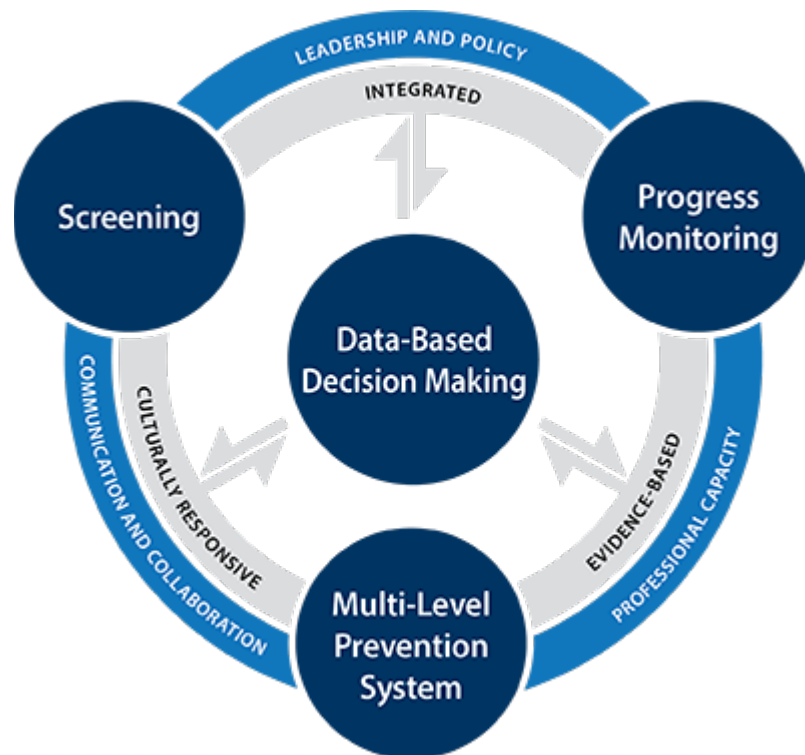 LEADERSHIP AND POLICY
INTEGRATED
Screening
Progress
Monitoring
Data-Based
Decision Making
COMMUNICATION AND COLLABORATION
CULTURALLY RESPONSIVE
EVIDENCE-BASED
PROFESSIONAL CAPACITY
Multi-Level
Prevention
System